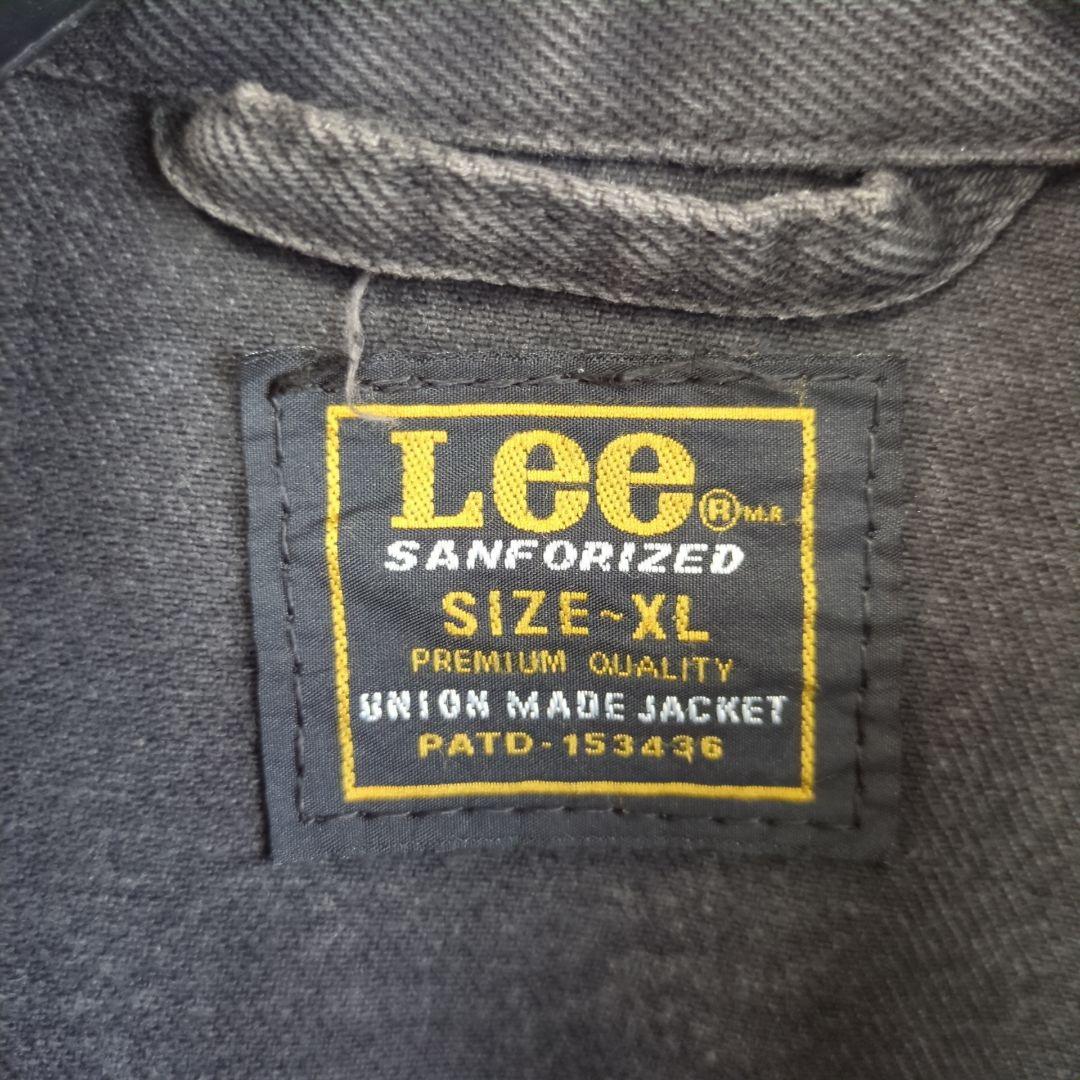 Lee ® M.R.
SANFORIZED
SIZE~XL
PREMIUM QUALITY
UNION MADE JACKET
PATD-153436